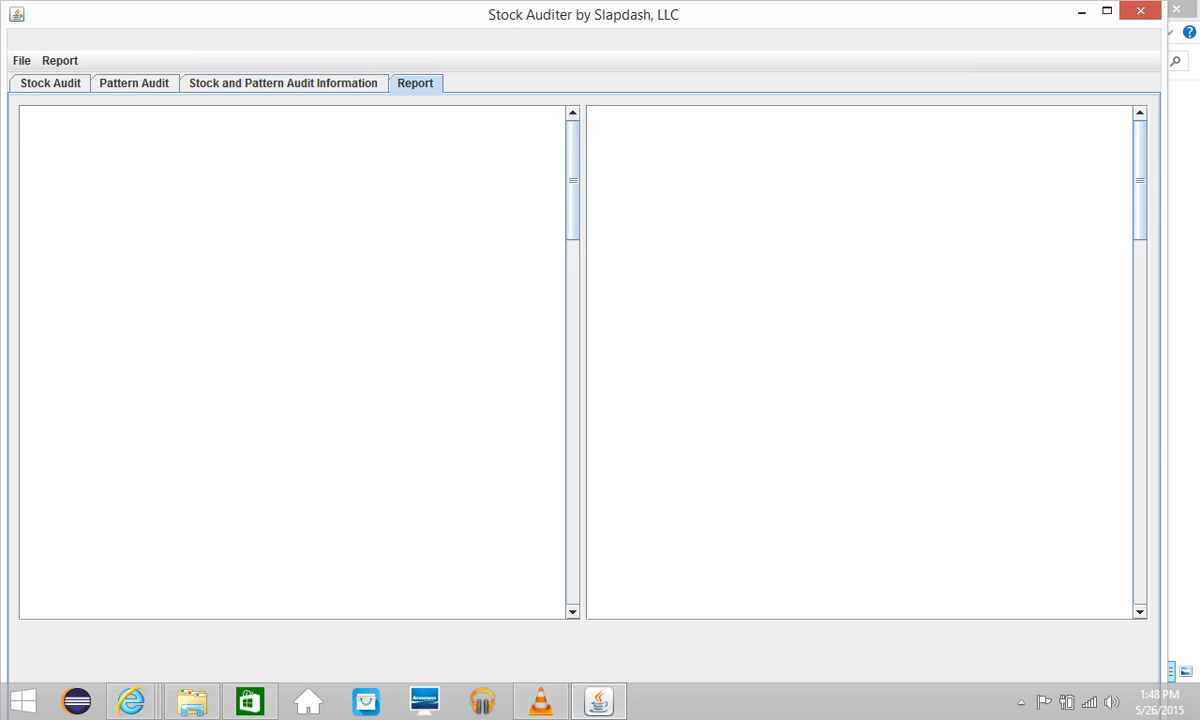 Stock Auditer by Slapdash, LLC
File Report
Stock Audit Pattern Audit Stock and Pattern Audit Information Report
1:48 PM
5/26/2015